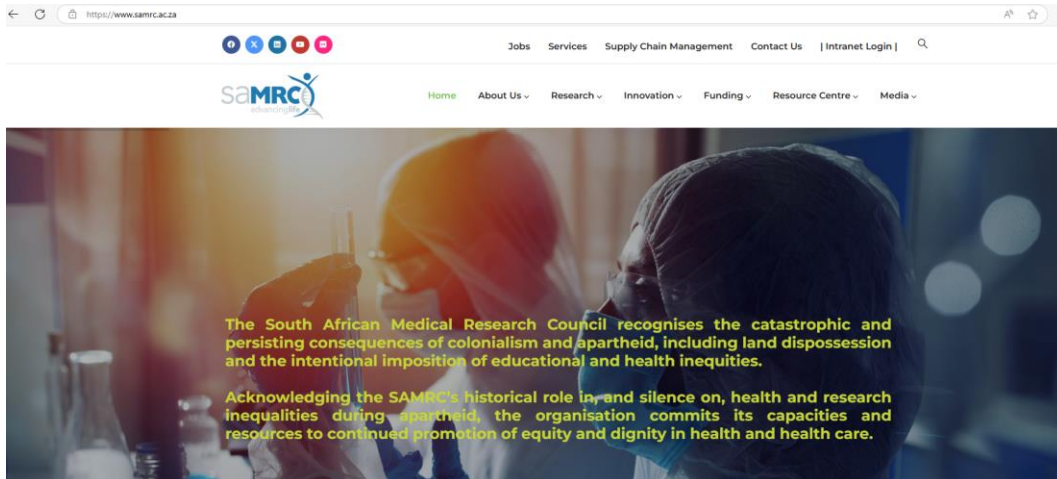 https://www.samrc.ac.za
Jobs Services Supply Chain Management Contact Us | Intranet Login |
saMRC
advancinglife
Home About Us Research Innovation Funding Resource Centre Media
The South African Medical Research Council recognises the catastrophic and
persisting consequences of colonialism and apartheid, including land dispossession
and the intentional imposition of educational and health inequities.
Acknowledging the SAMRC's historical role in, and silence on, health and research
inequalities during apartheid, the organisation commits its capacities and
resources to continued promotion of equity and dignity in health and health care.